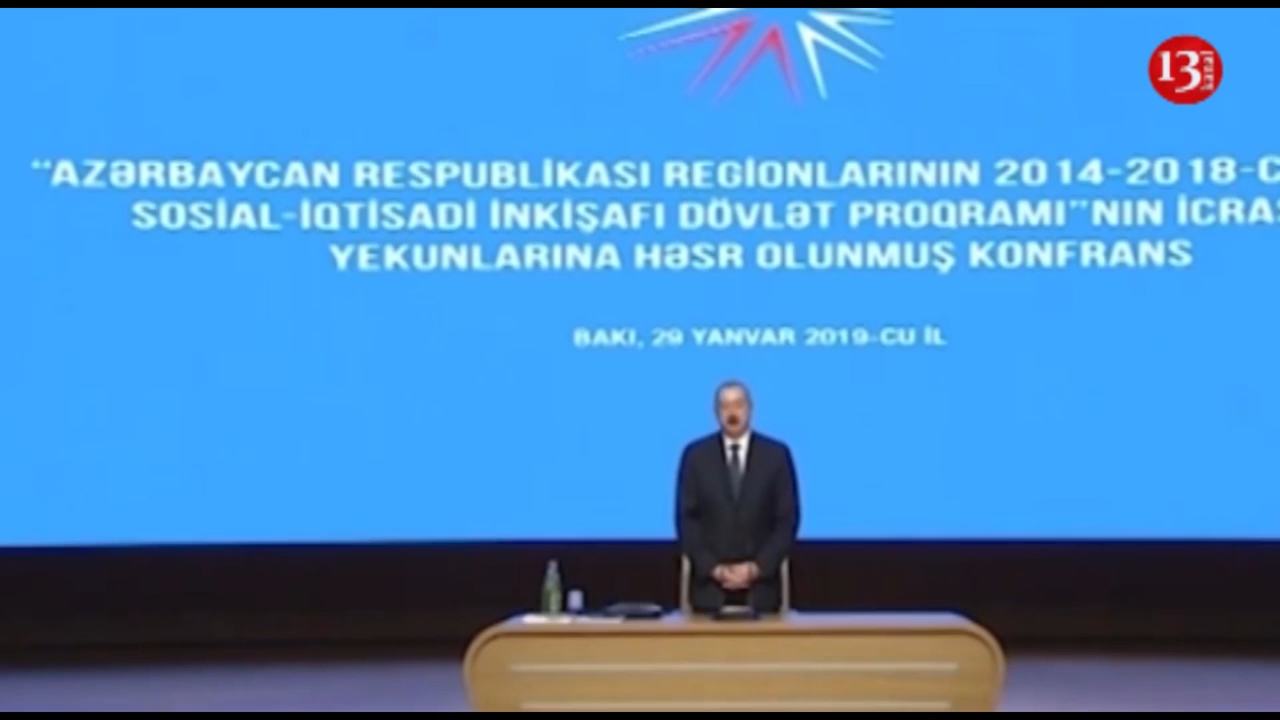 13 kanal
"AZƏRBAYCAN RESPUBLİKASI REGİONLARININ 2014-2018-C
SOSİAL-İQTİSADİ İNKİŞAFI DÖVLƏT PROQRAMI"NIN İCRAS
YEKUNLARINA HƏSR OLUNMUŞ KONFRANS
BAKI, 29 YANVAR 2019-CU İL